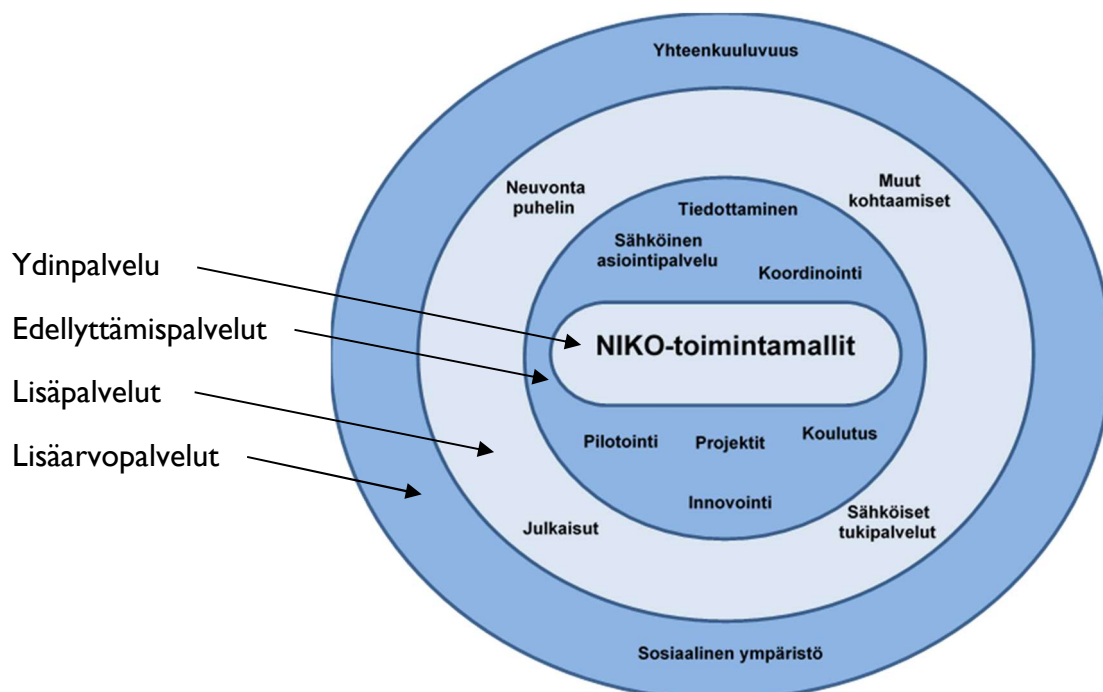 Yhteenkuuluvuus
Neuvonta
puhelin
Muut
kohtaamiset
Tiedottaminen
Sähköinen
asiointipalvelu
Koordinointi
Ydinpalvelu
Edellyttämispalvelut
Lisäpalvelut
Lisäarvopalvelut
NIKO-toimintamallit
Pilotointi
Projektit
Koulutus
Innovointi
Julkaisut
Sähköiset
tukipalvelut
Sosiaalinen ympäristö